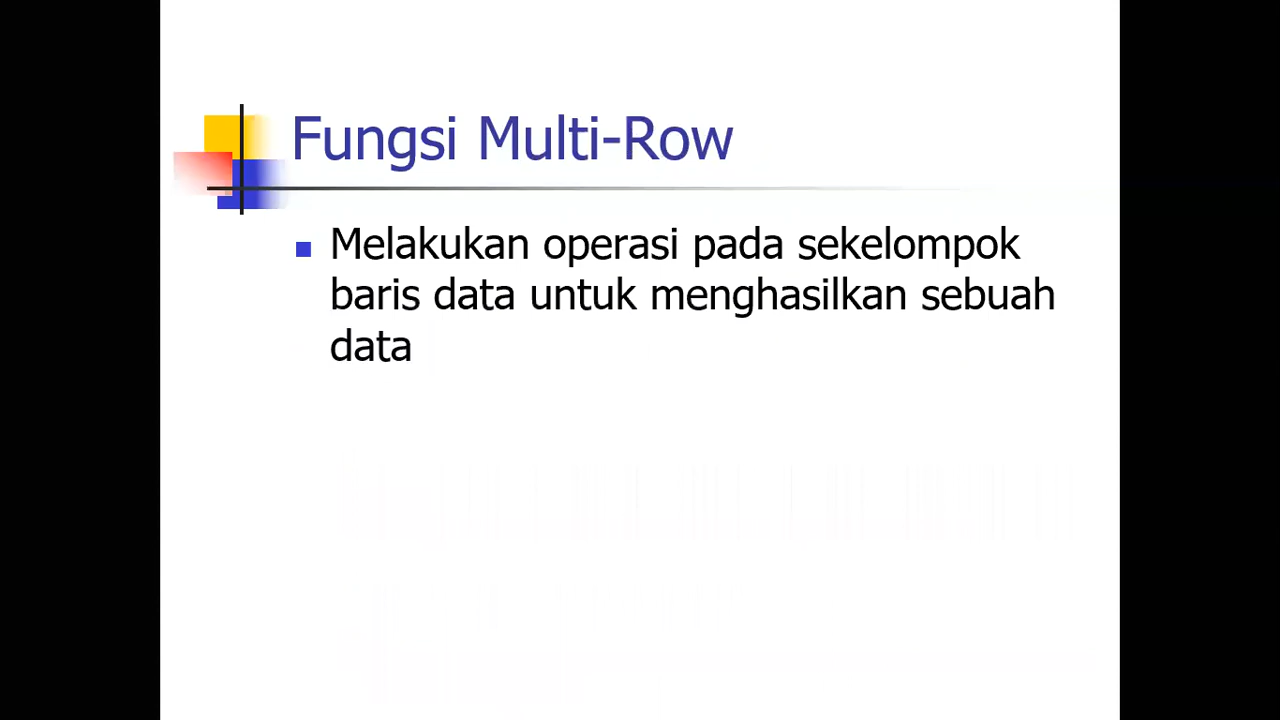 Fungsi Multi-Row
Melakukan operasi pada sekelompok
baris data untuk menghasilkan sebuah
data